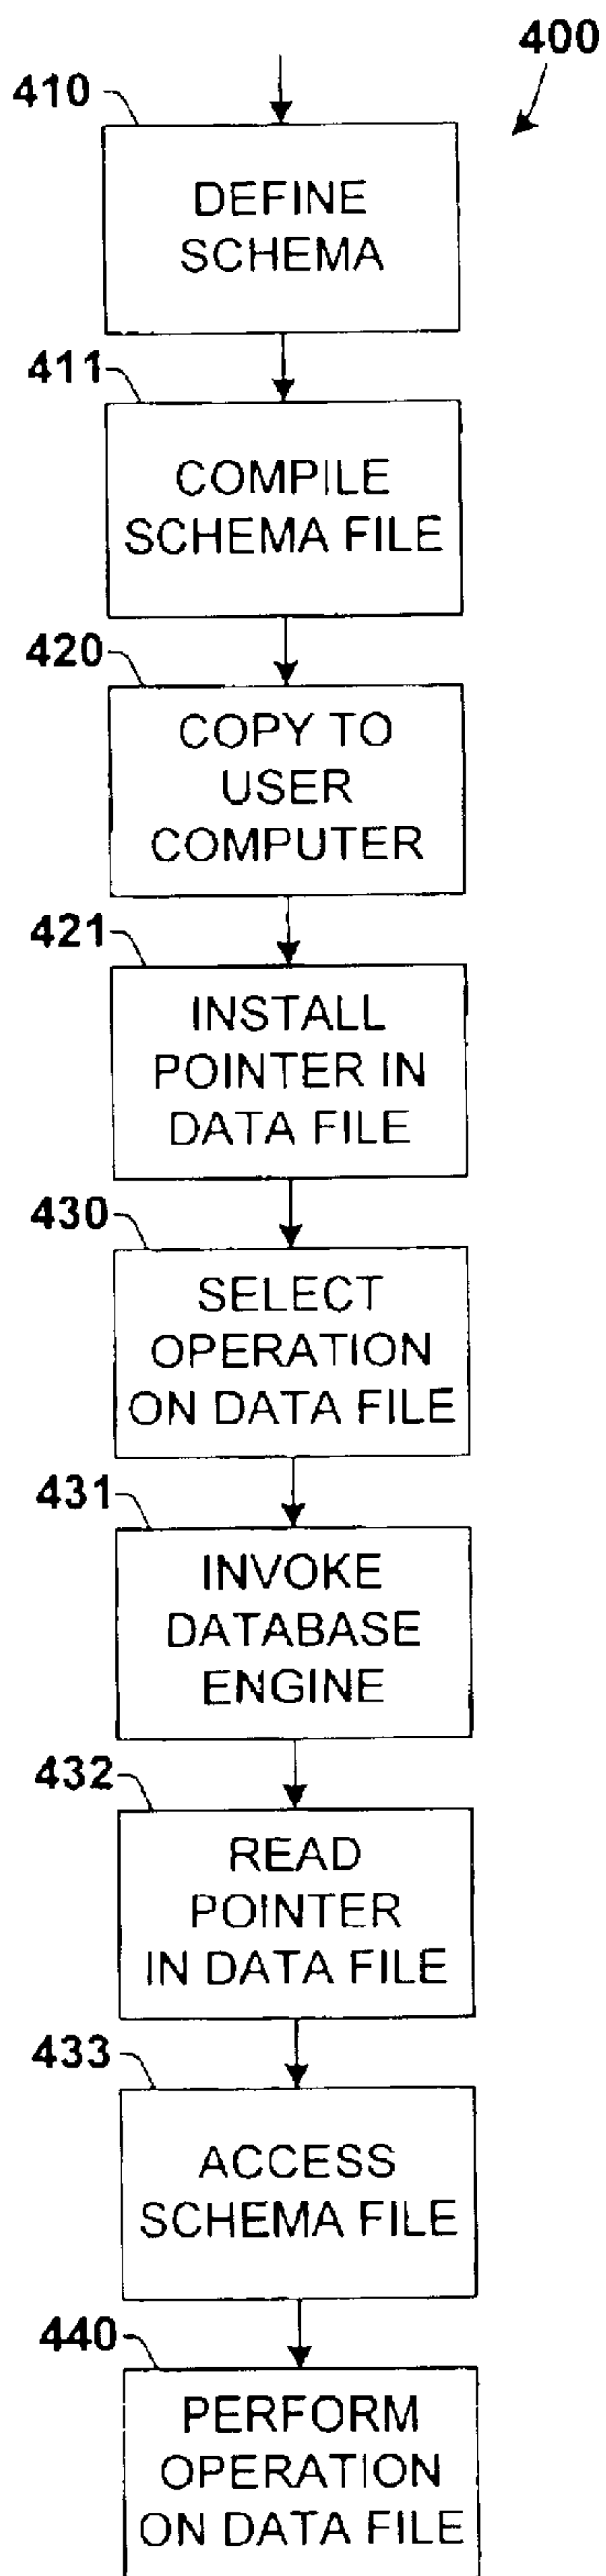 400
410
DEFINE
SCHEMA
411
COMPILE
SCHEMA FILE
420
COPY TO
USER
COMPUTER
421
INSTALL
POINTER IN
DATA FILE
430
SELECT
OPERATION
ON DATA FILE
431
INVOKE
DATABASE
ENGINE
432
READ
POINTER
IN DATA FILE
433
ACCESS
SCHEMA FILE
440
PERFORM
OPERATION
ON DATA FILE